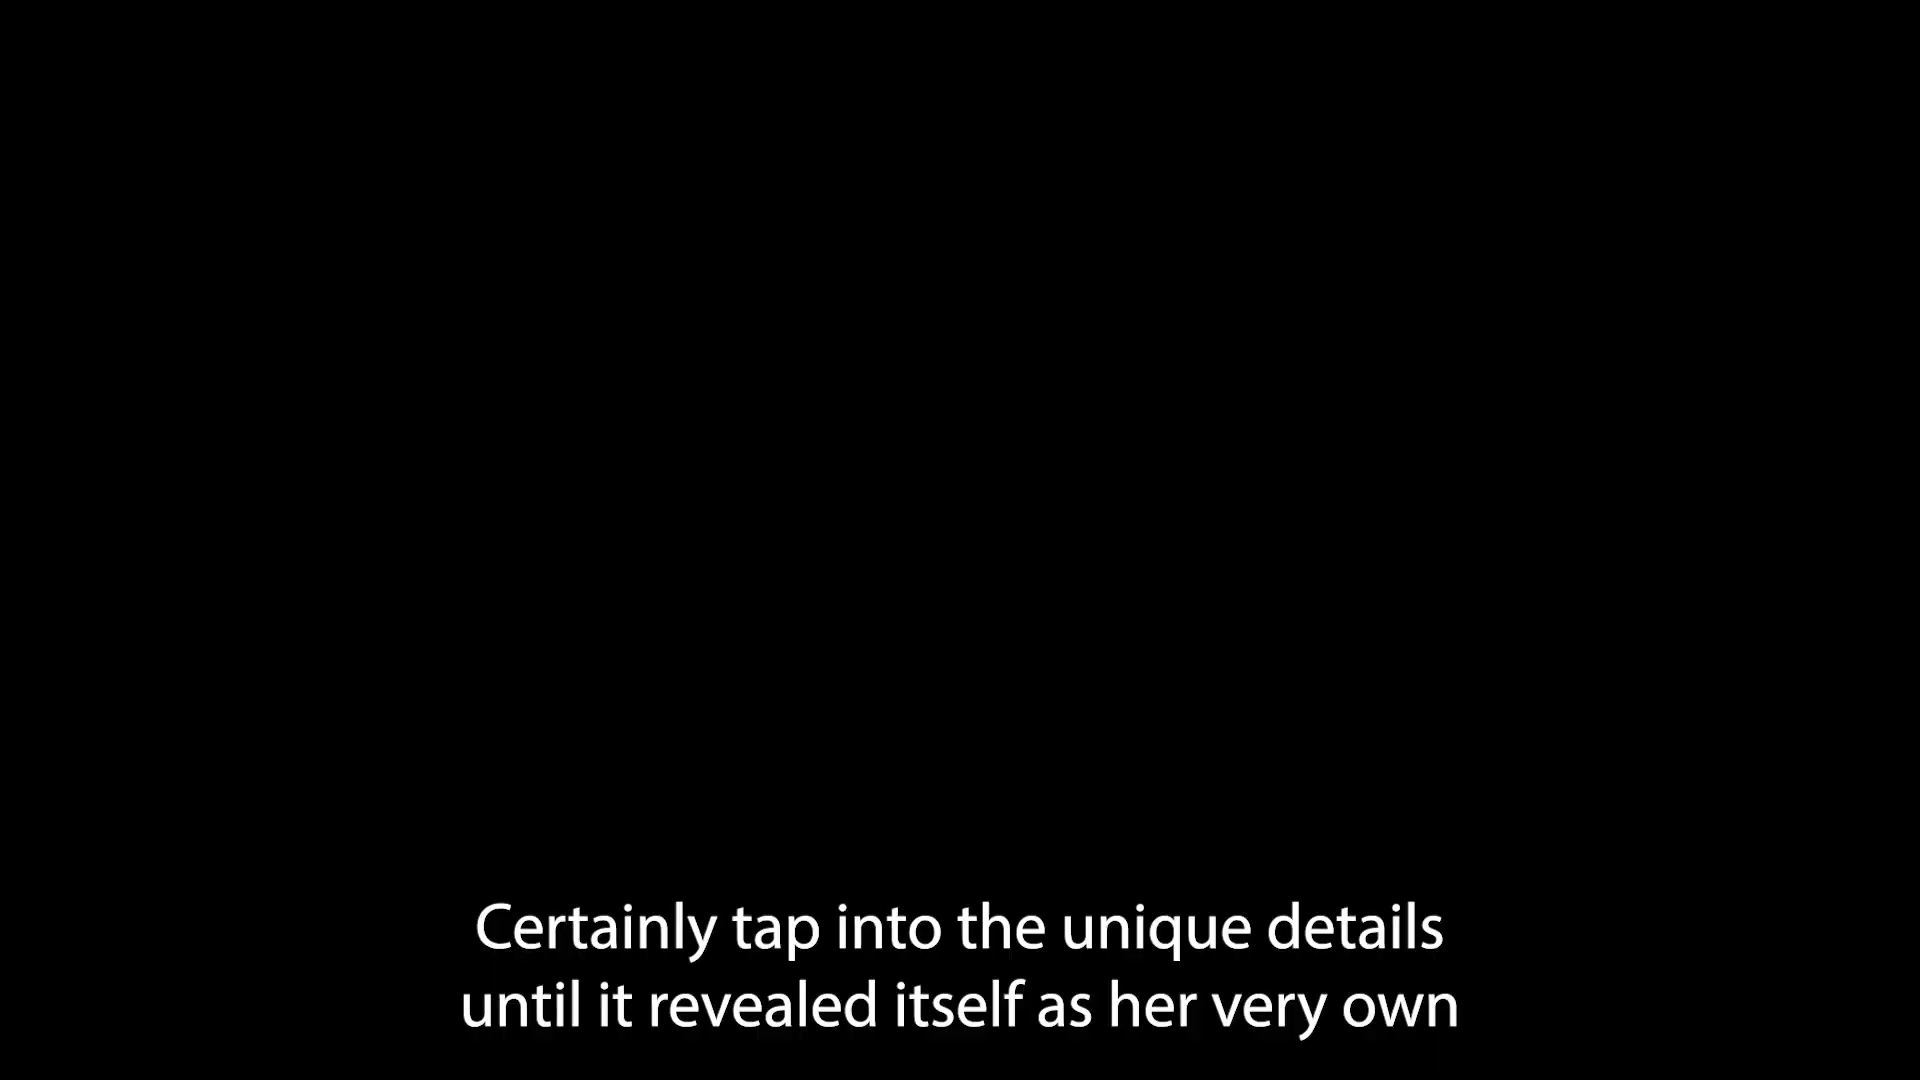 Certainly tap into the unique details
until it revealed itself as her very own